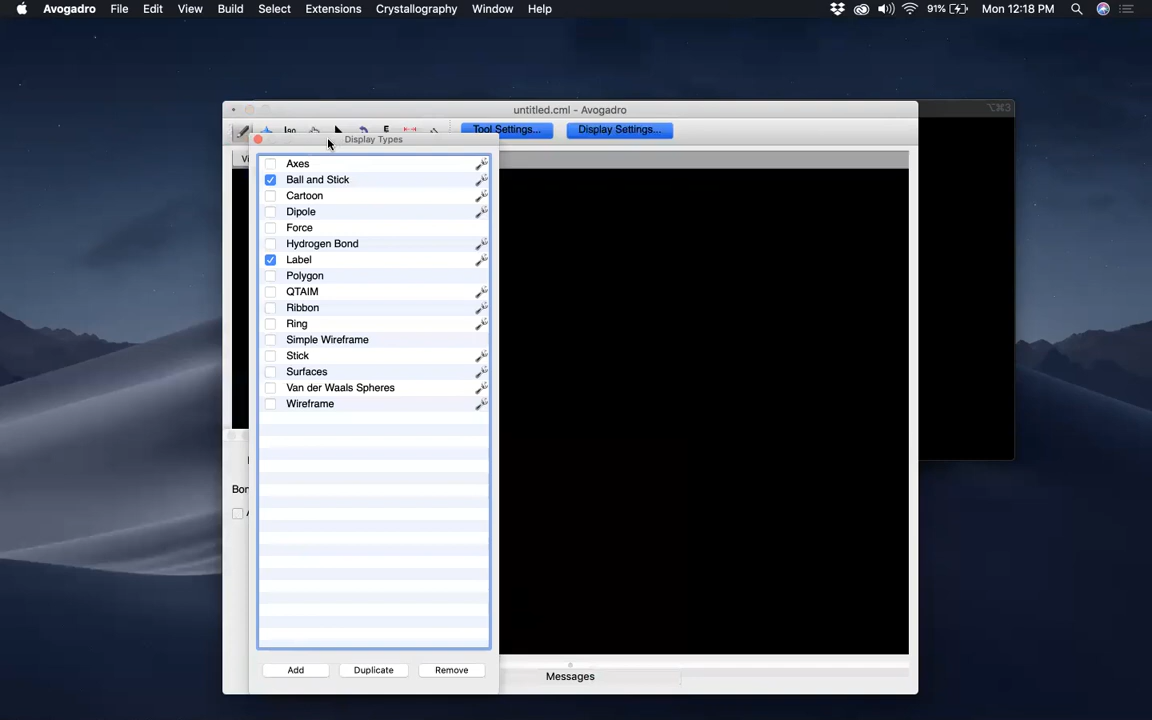 Avogadro File Edit View Build Select Extensions Crystallography Window Help 91% Mon 12:18 PM
untitled.cml - Avogadro
⌥⌘3
Tool Settings... Display Settings...
Display Types
Axes
Ball and Stick
Cartoon
Dipole
Force
Hydrogen Bond
Label
Polygon
QTAIM
Ribbon
Ring
Simple Wireframe
Stick
Surfaces
Van der Waals Spheres
Wireframe
Add Duplicate Remove
Messages